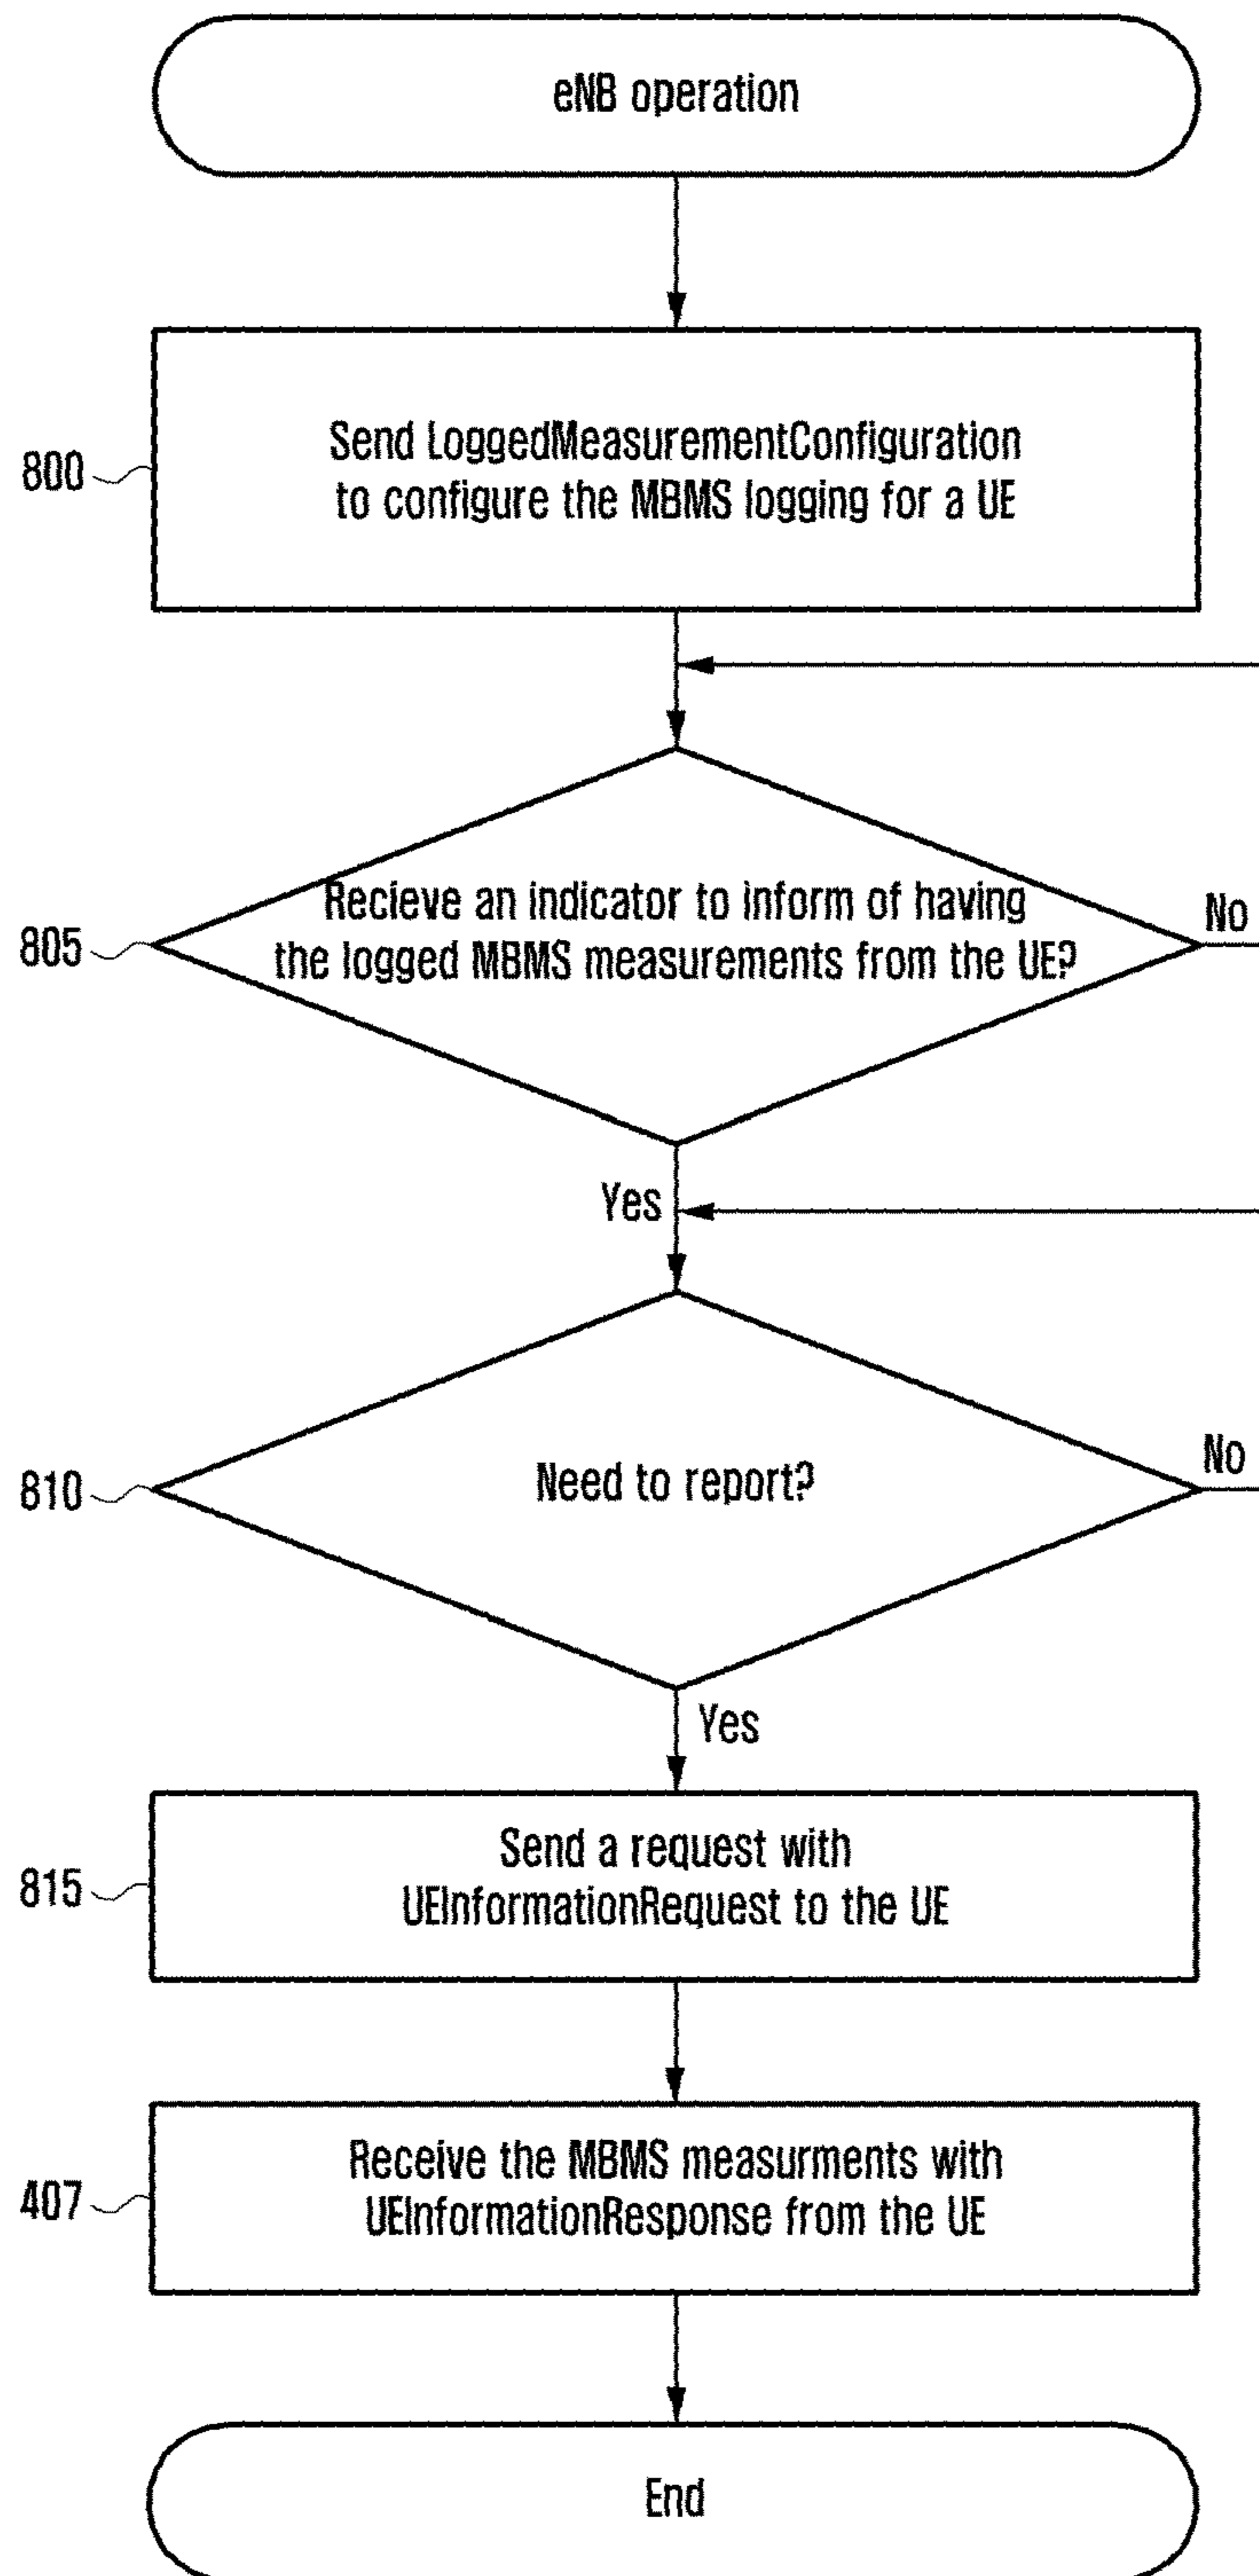 eNB operation
800
Send LoggedMeasurementConfiguration
to configure the MBMS logging for a UE
805
Recieve an indicator to inform of having
the logged MBMS measurements from the UE?
No
Yes
810
Need to report?
No
Yes
815
Send a request with
UEInformationRequest to the UE
407
Receive the MBMS measurments with
UEInformationResponse from the UE
End